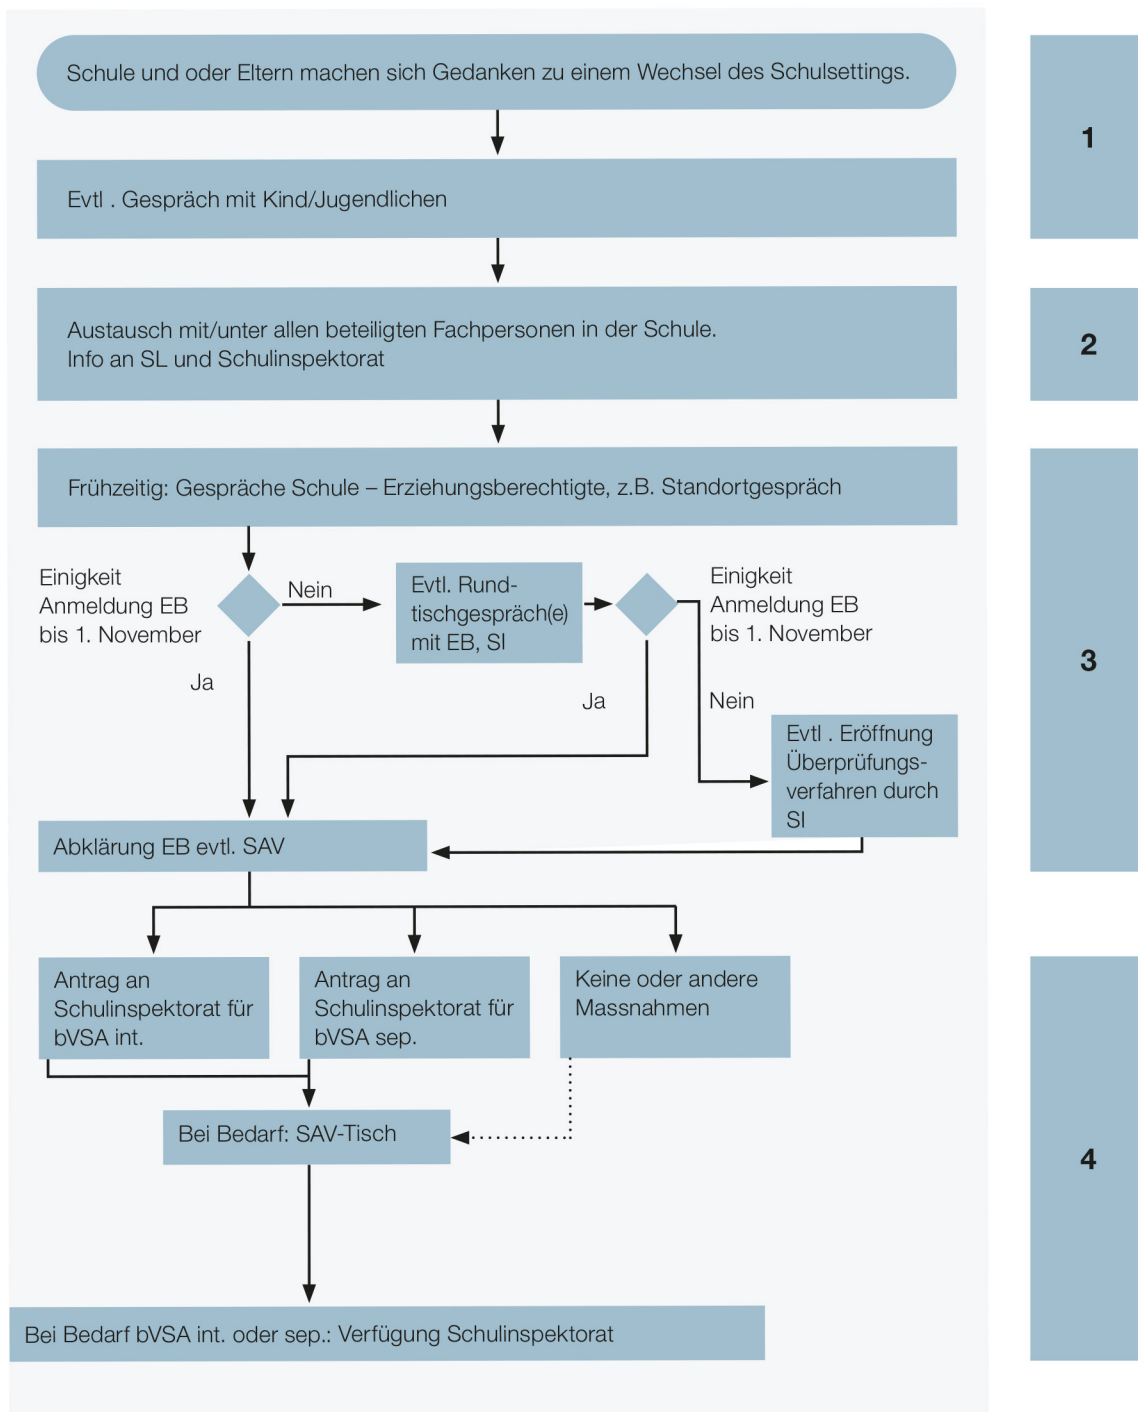 Schule und oder Eltern machen sich Gedanken zu einem Wechsel des Schulsettings.
1
Evtl . Gespräch mit Kind/Jugendlichen
Austausch mit/unter allen beteiligten Fachpersonen in der Schule.
Info an SL und Schulinspektorat
2
Frühzeitig: Gespräche Schule – Erziehungsberechtigte, z.B. Standortgespräch
Einigkeit
Anmeldung EB
bis 1. November
Nein
Evtl. Rund-
tischgespräch(e)
mit EB, SI
Einigkeit
Anmeldung EB
bis 1. November
3
Ja
Ja
Nein
Evtl . Eröffnung
Überprüfungs-
verfahren durch
SI
Abklärung EB evtl. SAV
Antrag an
Schulinspektorat für
bVSA int.
Antrag an
Schulinspektorat für
bVSA sep.
Keine oder andere
Massnahmen
Bei Bedarf: SAV-Tisch
4
Bei Bedarf bVSA int. oder sep.: Verfügung Schulinspektorat